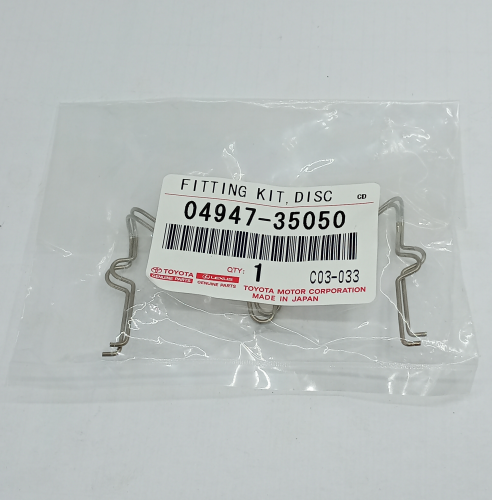 FITTING KIT, DISC CD
04947-35050
TOYOTA GENUINE PARTS
LEXUS GENUINE PARTS
QTY: 1 C03-033
TOYOTA MOTOR CORPORATION
MADE IN JAPAN